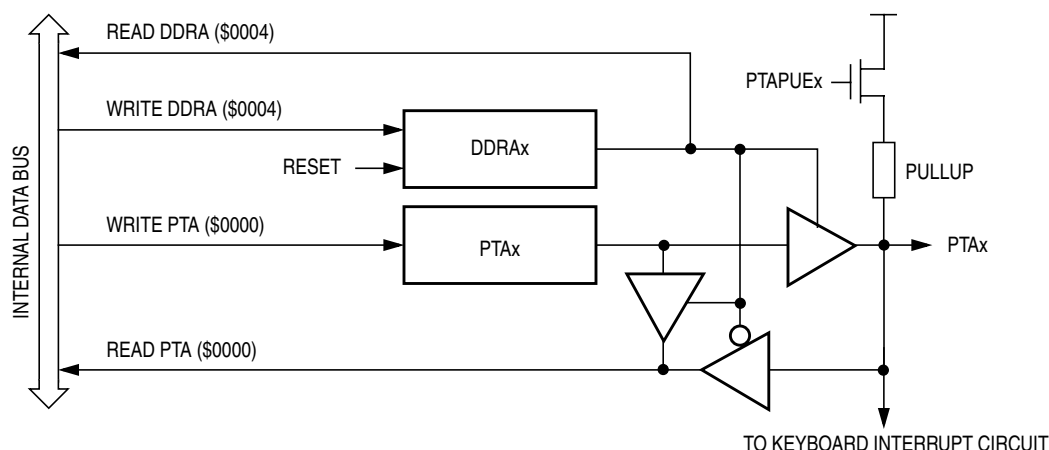 READ DDRA ($0004)
PTAPUEx
WRITE DDRA ($0004)
DDRAx
RESET
PULLUP
INTERNAL DATA BUS
WRITE PTA ($0000)
PTAx
PTAx
READ PTA ($0000)
TO KEYBOARD INTERRUPT CIRCUIT